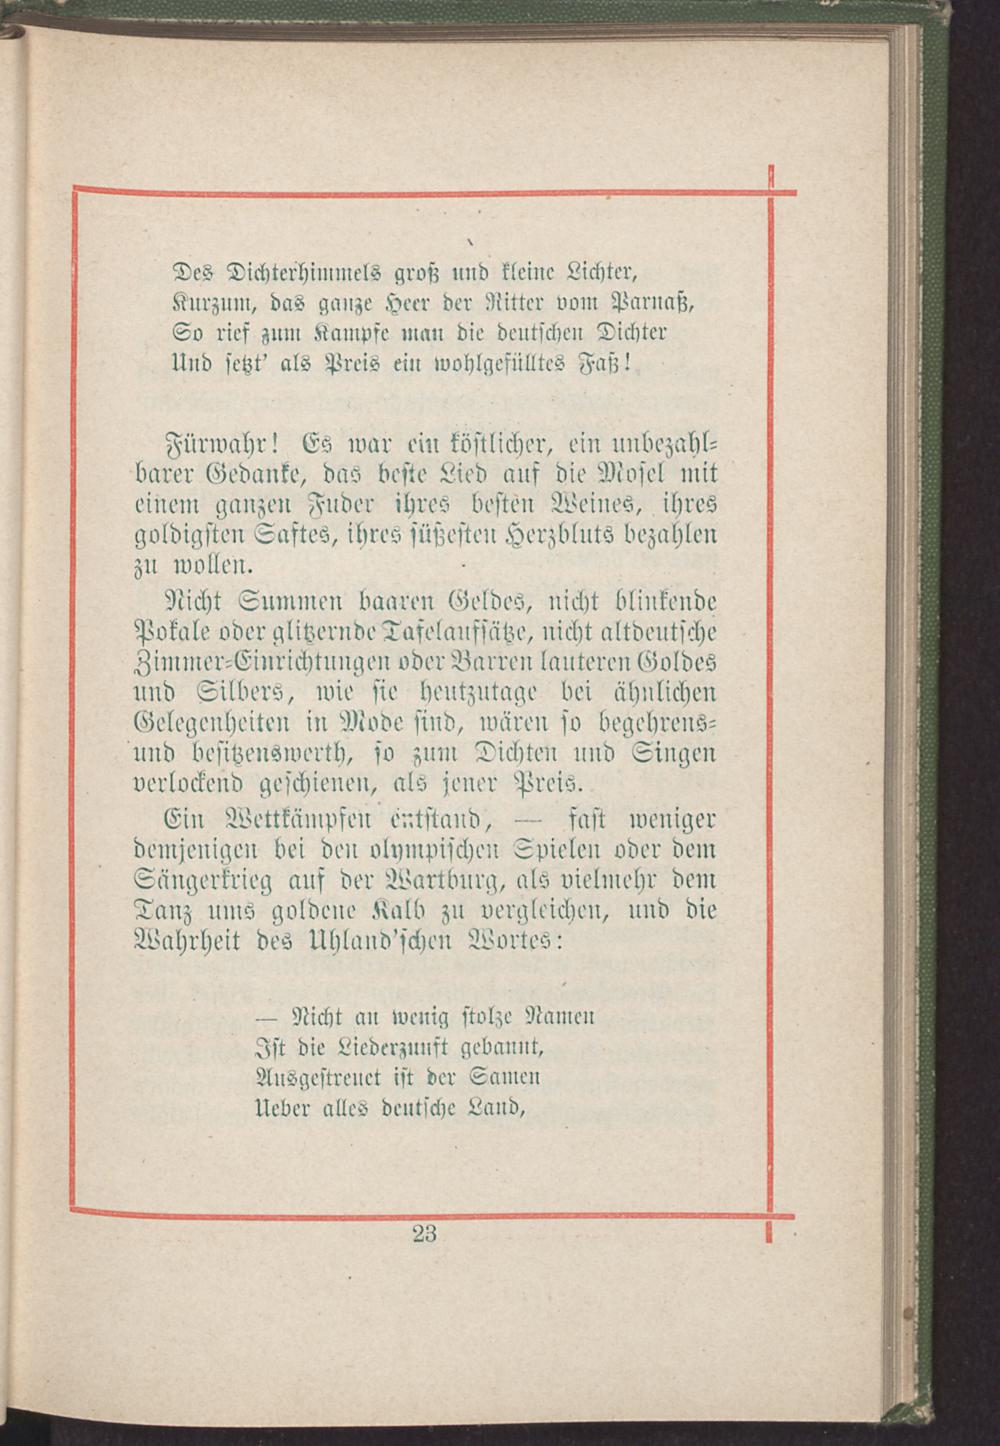 Des Dichterhimmels groß und kleine Lichter,
Kurzum, das ganze Heer der Ritter vom Parnaß,
So rief zum Kampfe man die deutschen Dichter
Und setzt' als Preis ein wohlgefülltes Faß!
Fürwahr! Es war ein köstlicher, ein unbezahl-
barer Gedanke, das beste Lied auf die Mosel mit
einem ganzen Fuder ihres besten Weines, ihres
goldigsten Saftes, ihres süßesten Herzbluts bezahlen
zu wollen.
Nicht Summen baaren Geldes, nicht blinkende
Pokale oder glitzernde Tafelaufsätze, nicht altdeutsche
Zimmer-Einrichtungen oder Barren lauteren Goldes
und Silbers, wie sie heutzutage bei ähnlichen
Gelegenheiten in Mode sind, wären so begehrens-
und besitzenswerth, so zum Dichten und Singen
verlockend geschienen, als jener Preis.
Ein Wettkämpfen entstand, — fast weniger
demjenigen bei den olympischen Spielen oder dem
Sängerkrieg auf der Wartburg, als vielmehr dem
Tanz ums goldene Kalb zu vergleichen, und die
Wahrheit des Uhland'schen Wortes:
— Nicht an wenig stolze Namen
Ist die Liederzunft gebannt,
Ausgestreuet ist der Samen
Ueber alles deutsche Land,
23